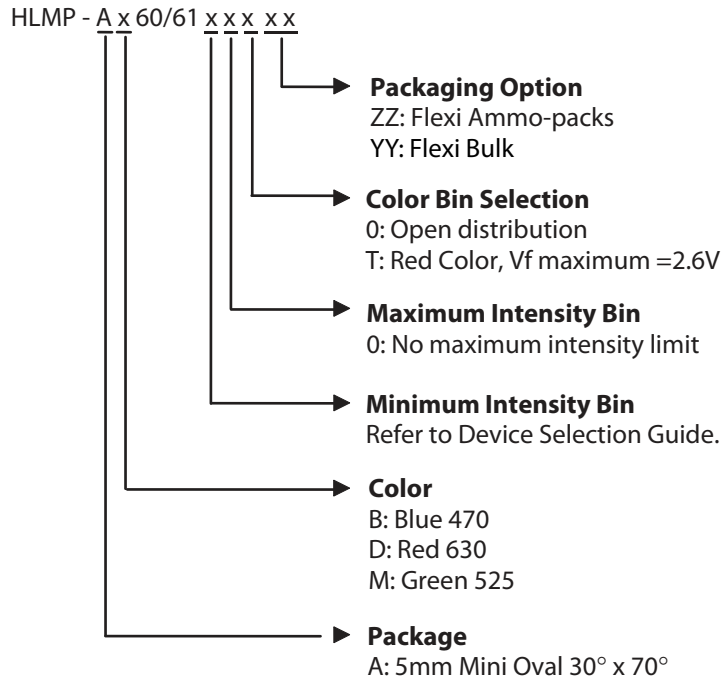 HLMP - A x 60/61 x x x x x
Packaging Option
ZZ: Flexi Ammo-packs
YY: Flexi Bulk
Color Bin Selection
0: Open distribution
T: Red Color, Vf maximum =2.6V
Maximum Intensity Bin
0: No maximum intensity limit
Minimum Intensity Bin
Refer to Device Selection Guide.
Color
B: Blue 470
D: Red 630
M: Green 525
Package
A: 5mm Mini Oval 30° x 70°